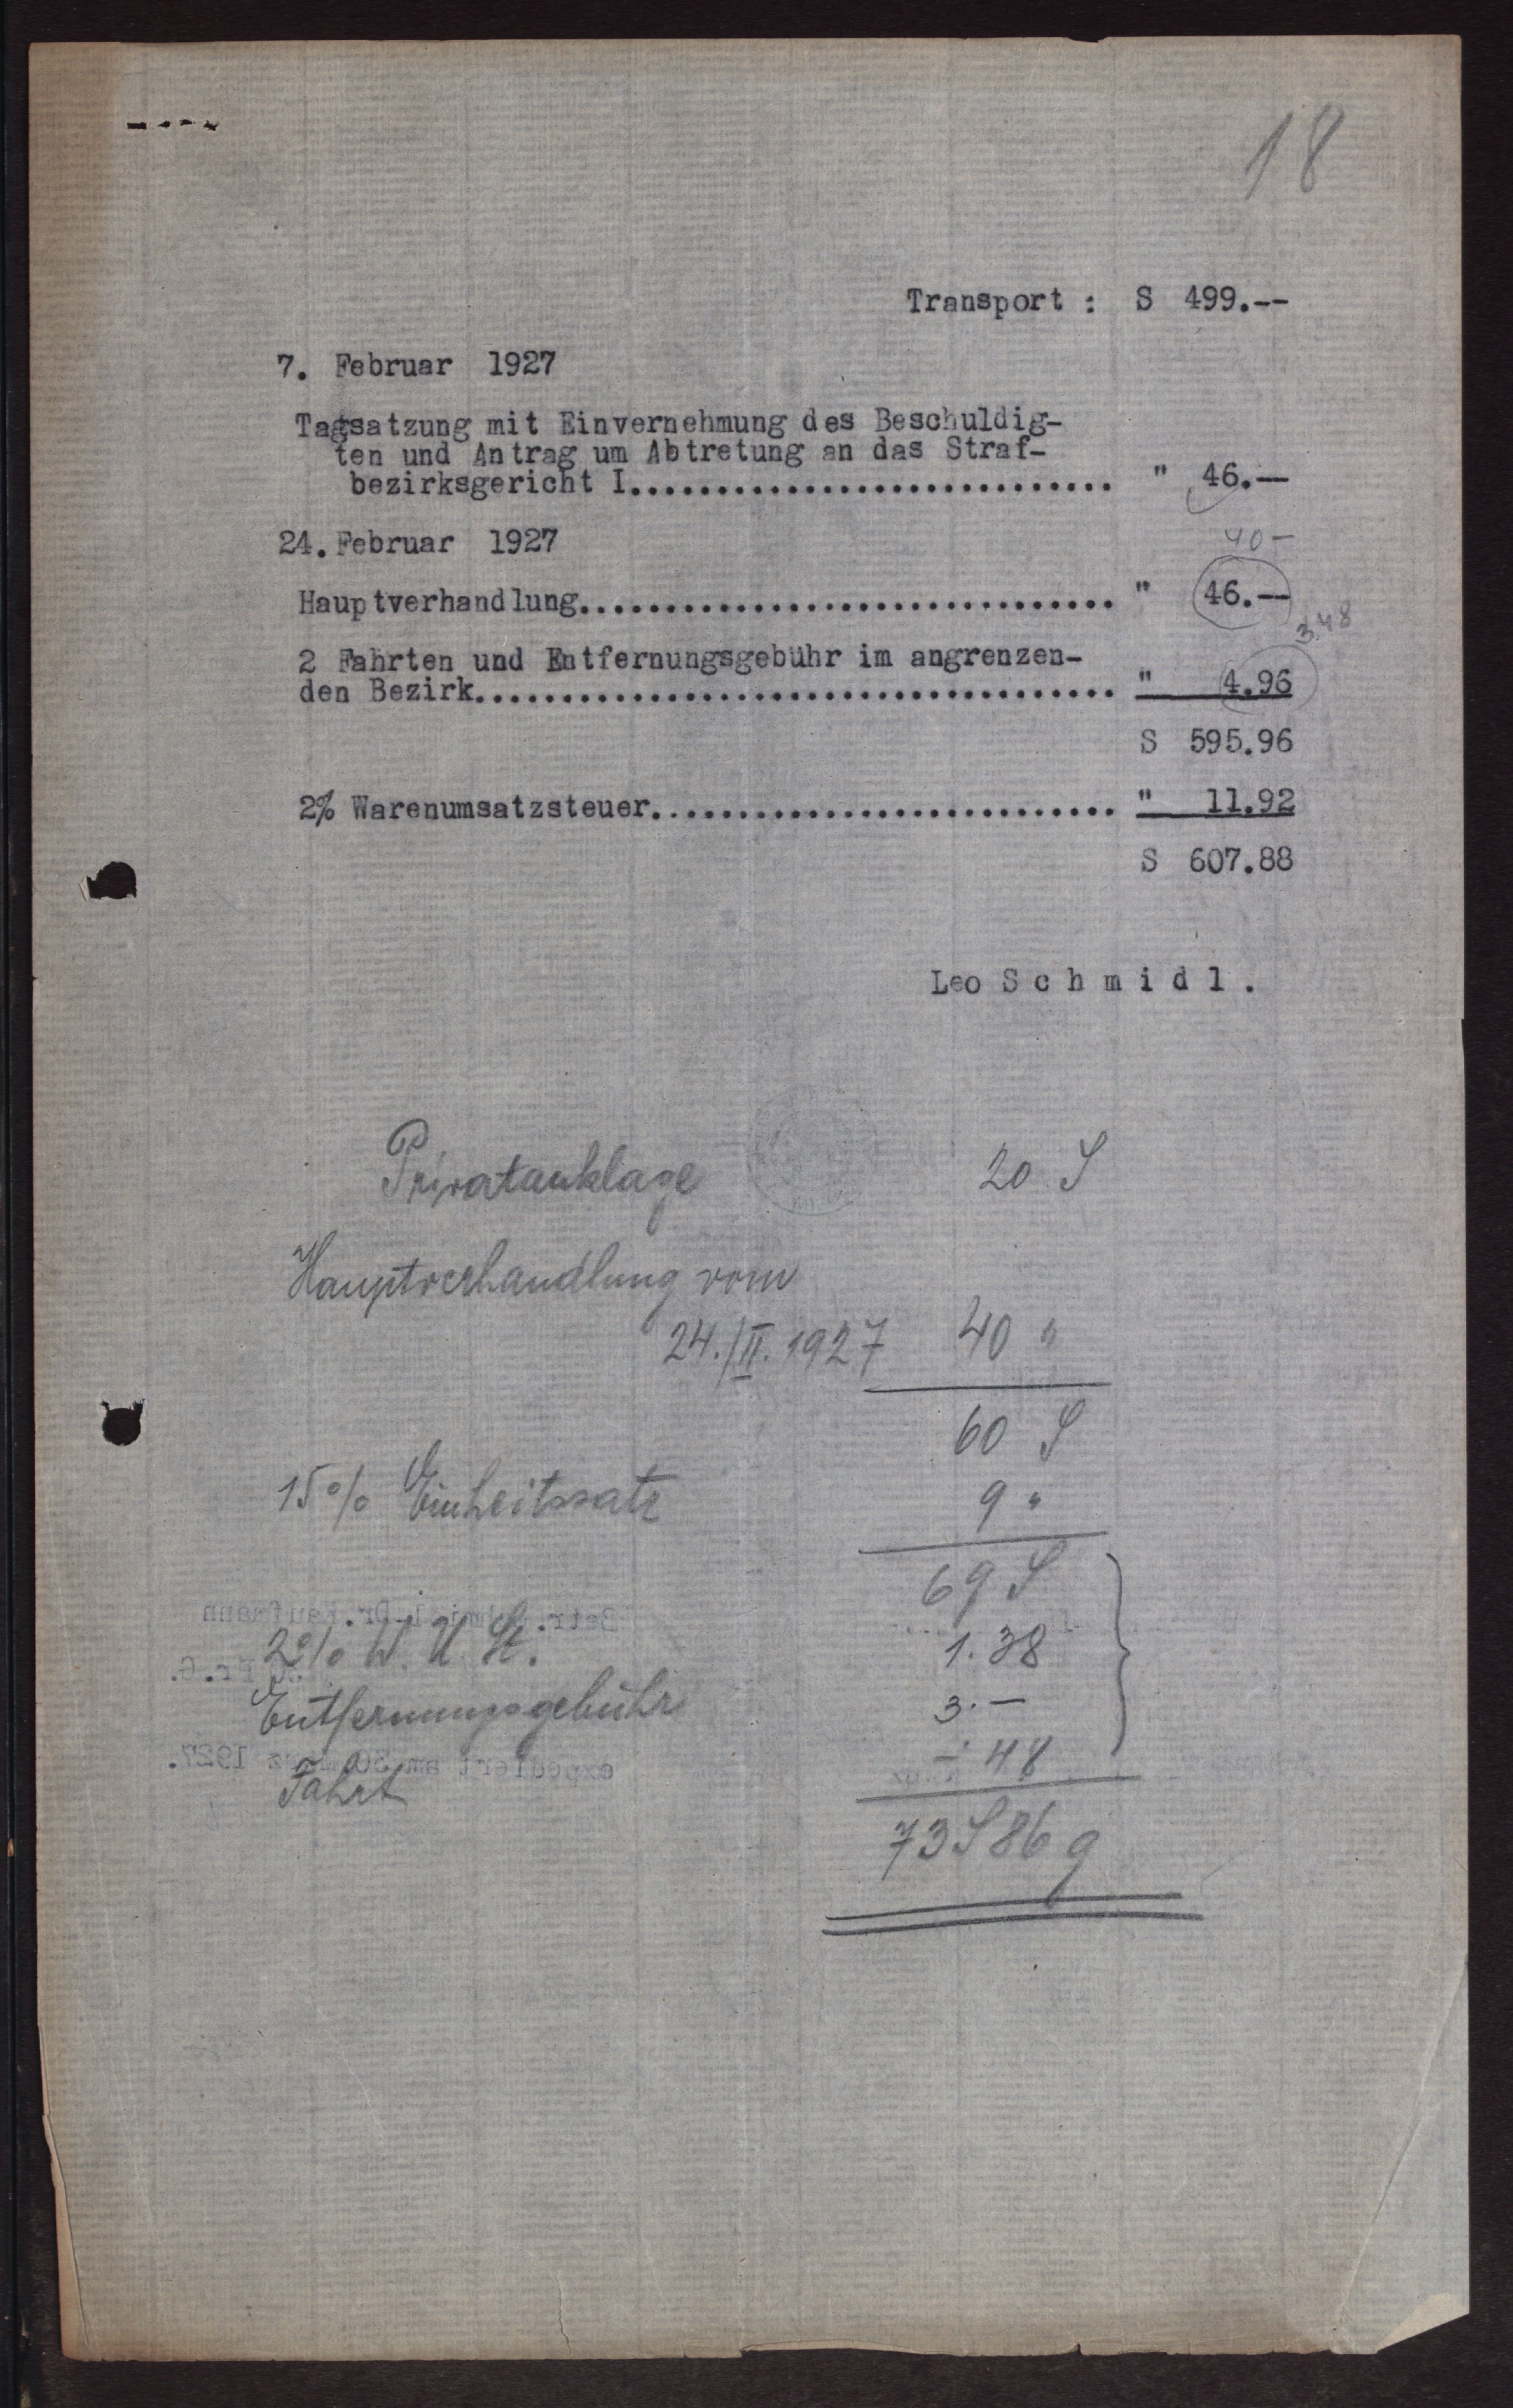 18
Transport : S 499.--
7. Februar 1927
Tagsatzung mit Einvernehmung des Beschuldig-
ten und Antrag um Abtretung an das Straf-
bezirksgericht I............................ " 46.--
24. Februar 1927 40-
Hauptverhandlung............................... " 46.--
3.48
2 Fahrten und Entfernungsgebühr im angrenzen-
den Bezirk..................................... " 4.96
S 595.96
2% Warenumsatzsteuer........................... " 11.92
S 607.88
Leo S c h m i d l .
Privatanklage 20 S
Hauptverhandlung vom
24./II. 1927 40 "
60 S
15% Einheitssatz 9 "
69 S
2% W. U. St. 1.38
Entfernungsgebühr 3.-
Fahrt -.48
73 S 86 g